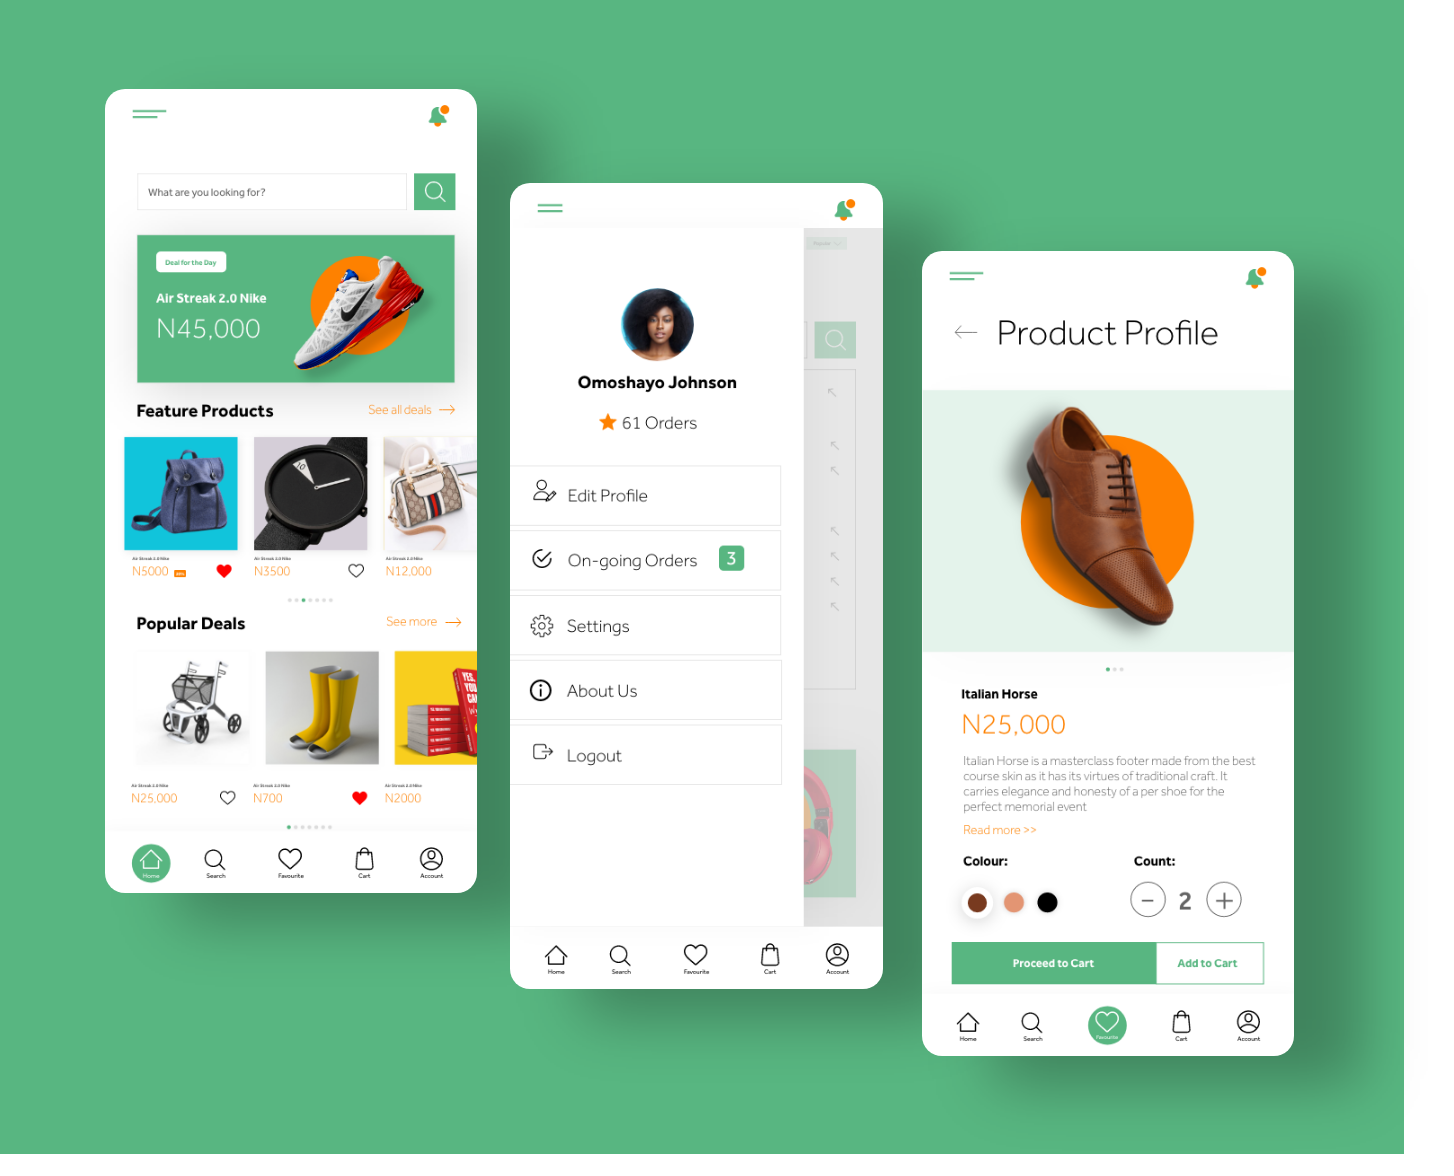 What are you looking for?
Deal for the Day
Air Streak 2.0 Nike
N45,000
Feature Products
See all deals
Air Streak 2.0 Nike
Air Streak 2.0 Nike
Air Streak 2.0 Nike
N5000
N3500
N12.000
Popular Deals
See more
YES,
YOU
CAN
Air Streak 2.0 Nike
Air Streak 2.0 Nike
Air Streak 2.0 Nike
N25,000
N700
N2000
Home
Search
Favourite
Cart
Account
Omoshayo Johnson
61 Orders
Edit Profile
On-going Orders
3
Settings
About Us
Logout
Home
Search
Favourite
Cart
Account
Product Profile
Italian Horse
N25,000
Italian Horse is a masterclass footer made from the best
course skin as it has its virtues of traditional craft. It
carries elegance and honesty of a per shoe for the
perfect memorial event
Read more >>
Colour:
Count:
2
Proceed to Cart
Add to Cart
Home
Search
Favourite
Cart
Account